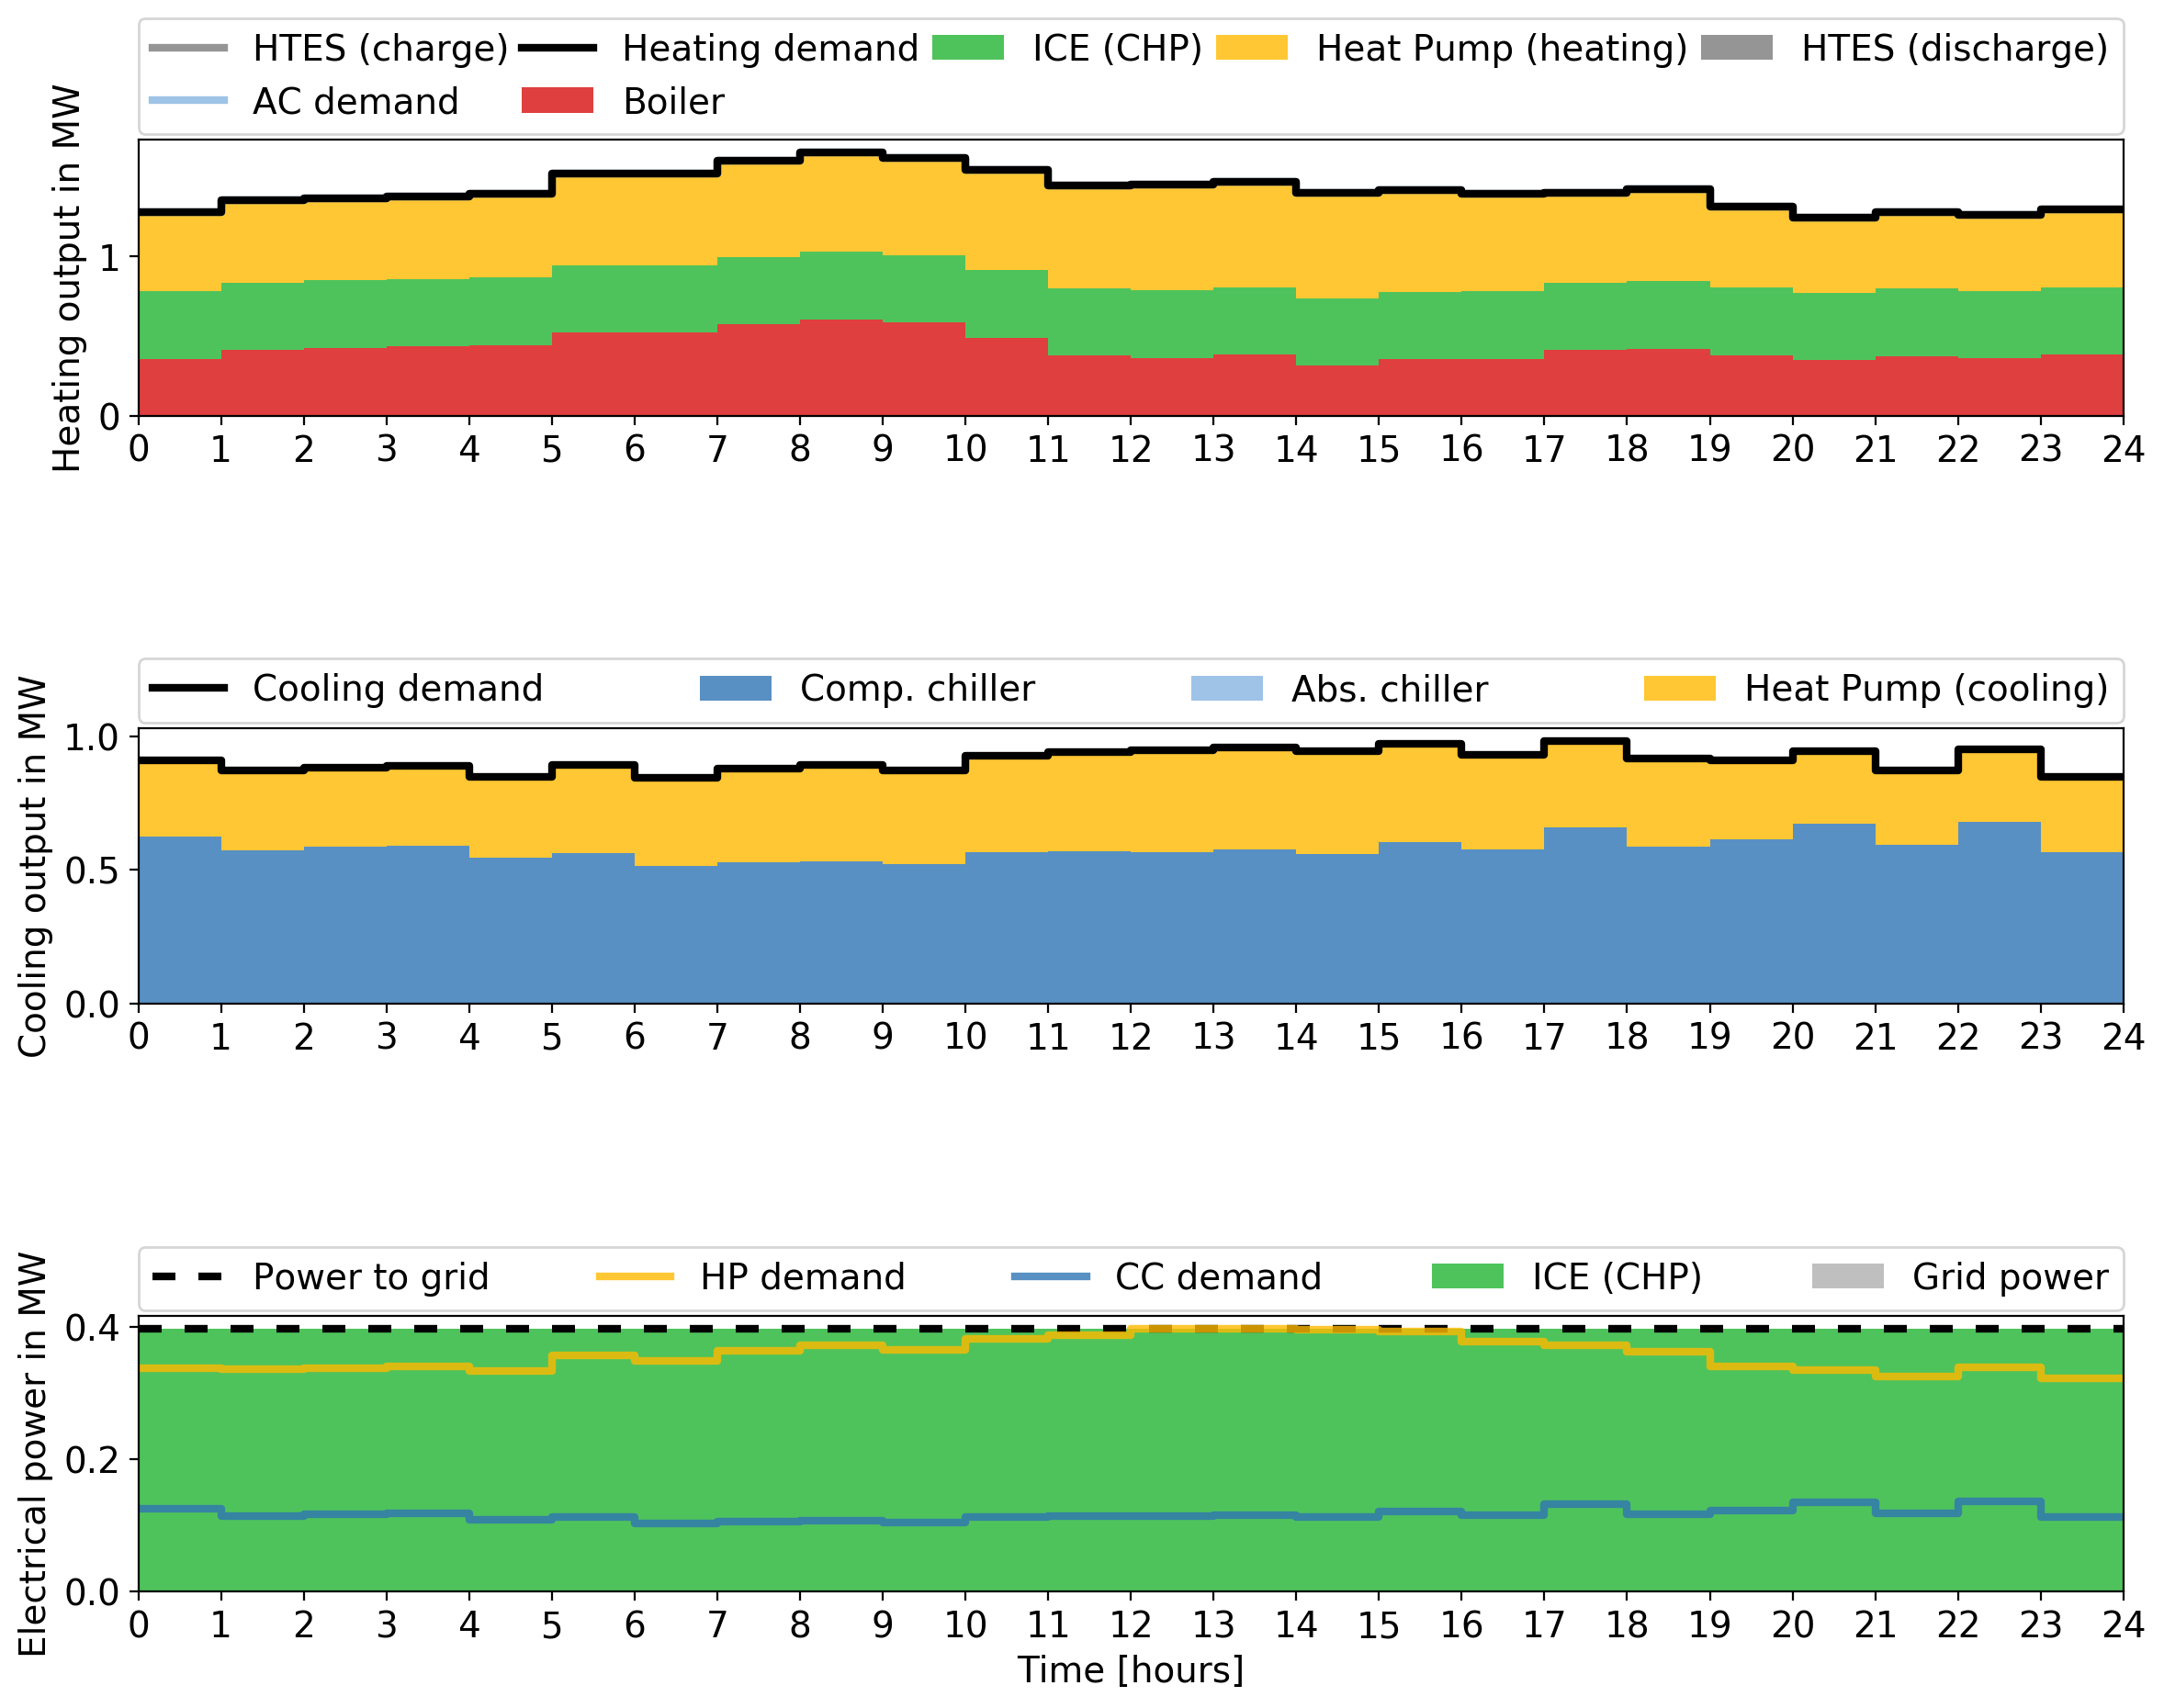 HTES (charge) Heating demand ICE (CHP) Heat Pump (heating) HTES (discharge)
AC demand Boiler
Heating output in MW
1
0
0 1 2 3 4 5 6 7 8 9 10 11 12 13 14 15 16 17 18 19 20 21 22 23 24
Cooling demand Comp. chiller Abs. chiller Heat Pump (cooling)
Cooling output in MW
1.0
0.5
0.0
0 1 2 3 4 5 6 7 8 9 10 11 12 13 14 15 16 17 18 19 20 21 22 23 24
Power to grid HP demand CC demand ICE (CHP) Grid power
Electrical power in MW
0.4
0.2
0.0
0 1 2 3 4 5 6 7 8 9 10 11 12 13 14 15 16 17 18 19 20 21 22 23 24
Time [hours]